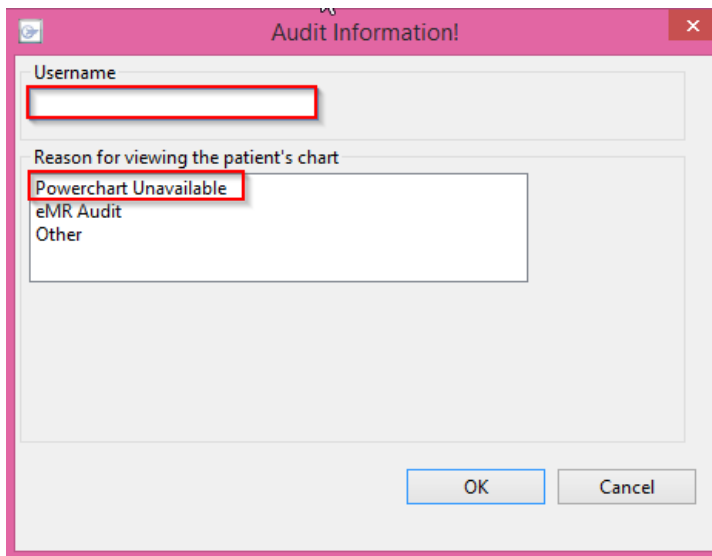 Audit Information!
Username
Reason for viewing the patient's chart
Powerchart Unavailable
eMR Audit
Other
OK
Cancel